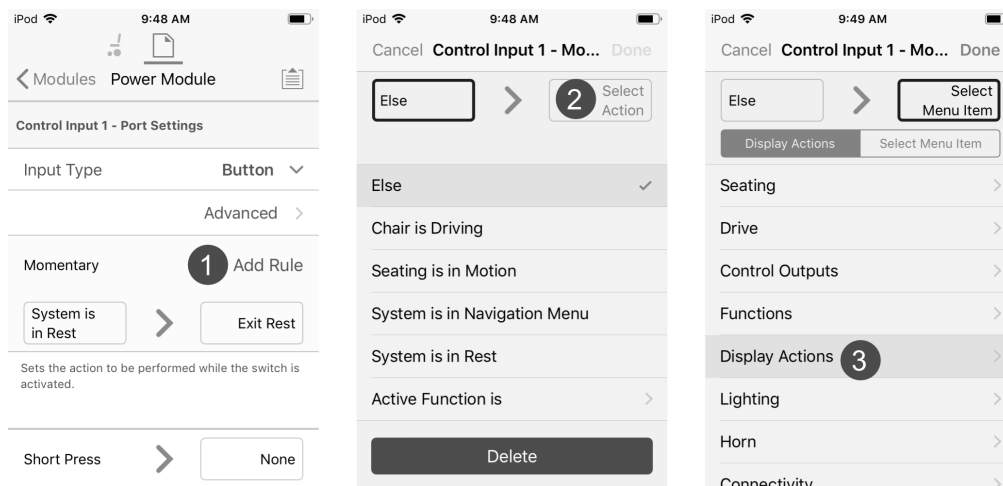 iPod 9:48 AM
Modules Power Module
Control Input 1 - Port Settings
Input Type Button
Advanced
Momentary 1 Add Rule
System is
in Rest
Exit Rest
Sets the action to be performed while the switch is
activated.
Short Press None
iPod 9:48 AM
Cancel Control Input 1 - Mo... Done
Else
2 Select
Action
Else
Chair is Driving
Seating is in Motion
System is in Navigation Menu
System is in Rest
Active Function is
Delete
iPod 9:49 AM
Cancel Control Input 1 - Mo... Done
Else
Select
Menu Item
Display Actions Select Menu Item
Seating
Drive
Control Outputs
Functions
Display Actions 3
Lighting
Horn
Connectivity